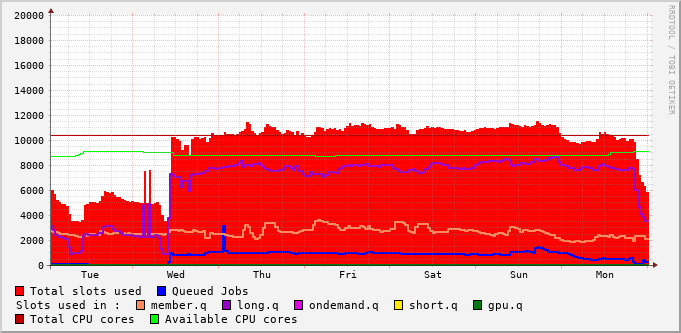 20000
18000
16000
14000
12000
10000
8000
6000
4000
2000
0
Tue Wed Thu Fri Sat Sun Mon
Total slots used Queued Jobs
Slots used in : member.q long.q ondemand.q short.q gpu.q
Total CPU cores Available CPU cores
RRDTOOL / TOBI OETIKER